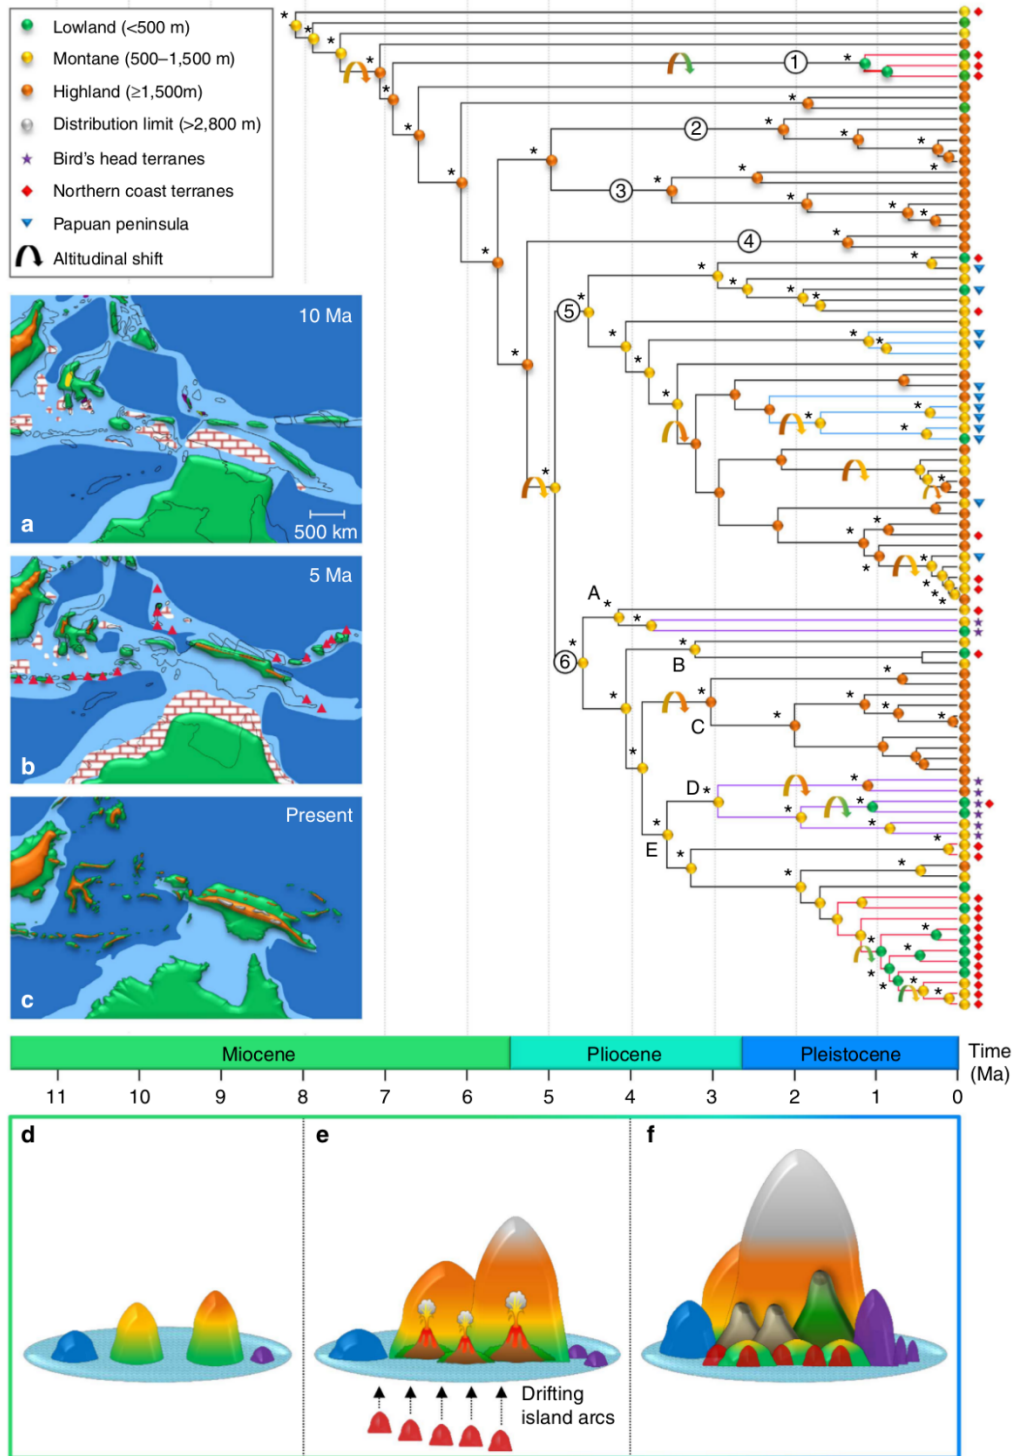 Lowland (<500 m)
Montane (500–1,500 m)
Highland (≥1,500m)
Distribution limit (>2,800 m)
Bird's head terranes
Northern coast terranes
Papuan peninsula
Altitudinal shift
1
2
3
4
5
6
A
B
C
D
E
10 Ma
a
500 km
5 Ma
b
Present
c
Miocene
Pliocene
Pleistocene
Time
(Ma)
11 10 9 8 7 6 5 4 3 2 1 0
d
e
f
Drifting
island arcs